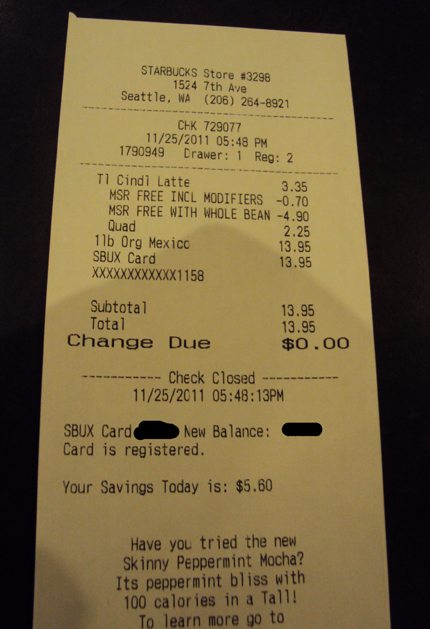 STARBUCKS Store #3298
1524 7th Ave
Seattle, WA (206) 264-8921
CHK 729077
11/25/2011 05:48 PM
1790949 Drawer: 1 Reg: 2
Tl Cindl Latte 3.35
MSR FREE INCL MODIFIERS -0.70
MSR FREE WITH WHOLE BEAN -4.90
Quad 2.25
1lb Org Mexico 13.95
SBUX Card 13.95
XXXXXXXXXXXX1158
Subtotal 13.95
Total 13.95
Change Due $0.00
----------- Check Closed -----------
11/25/2011 05:48:13PM
SBUX Card New Balance:
Card is registered.
Your Savings Today is: $5.60
Have you tried the new
Skinny Peppermint Mocha?
Its peppermint bliss with
100 calories in a Tall!
To learn more go to